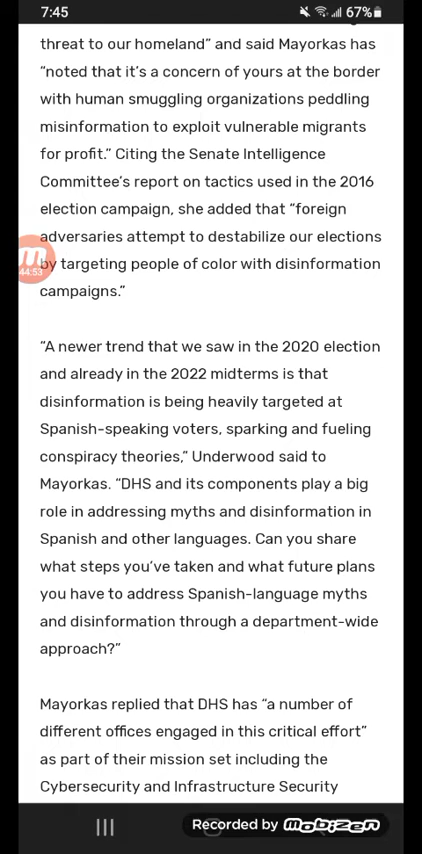 7:45 67%
threat to our homeland” and said Mayorkas has
“noted that it’s a concern of yours at the border
with human smuggling organizations peddling
misinformation to exploit vulnerable migrants
for profit.” Citing the Senate Intelligence
Committee’s report on tactics used in the 2016
election campaign, she added that “foreign
adversaries attempt to destabilize our elections
by targeting people of color with disinformation
44:53
campaigns.”
“A newer trend that we saw in the 2020 election
and already in the 2022 midterms is that
disinformation is being heavily targeted at
Spanish-speaking voters, sparking and fueling
conspiracy theories,” Underwood said to
Mayorkas. “DHS and its components play a big
role in addressing myths and disinformation in
Spanish and other languages. Can you share
what steps you’ve taken and what future plans
you have to address Spanish-language myths
and disinformation through a department-wide
approach?”
Mayorkas replied that DHS has “a number of
different offices engaged in this critical effort”
as part of their mission set including the
Cybersecurity and Infrastructure Security
Recorded by Mobizen